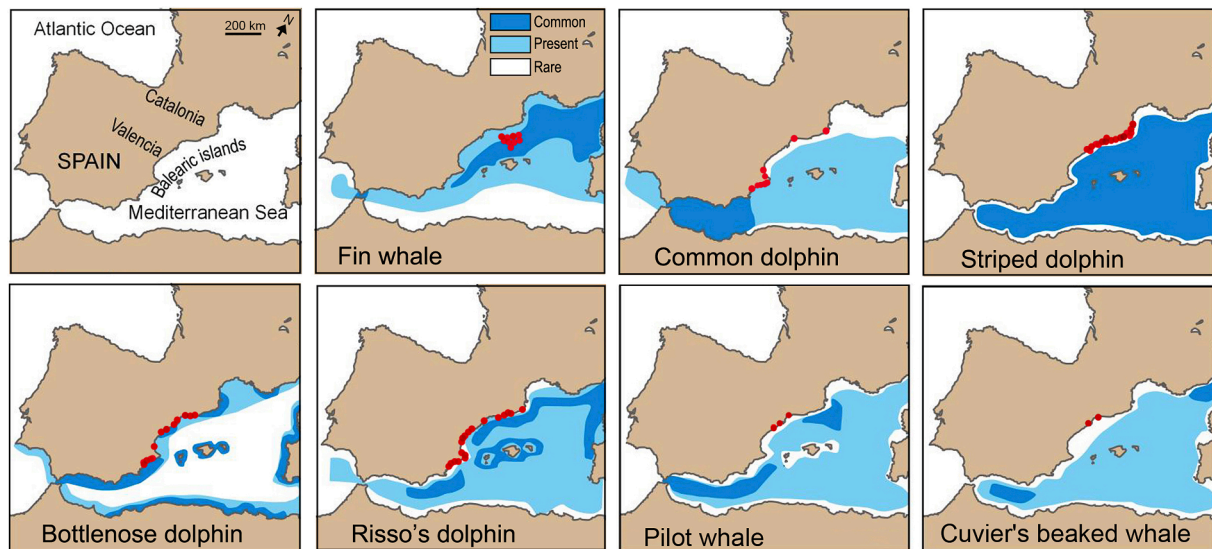 Atlantic Ocean
N
200 km
Catalonia
Valencia
SPAIN
Balearic islands
Mediterranean Sea
Common
Present
Rare
Fin whale
Common dolphin
Striped dolphin
Bottlenose dolphin
Risso's dolphin
Pilot whale
Cuvier's beaked whale